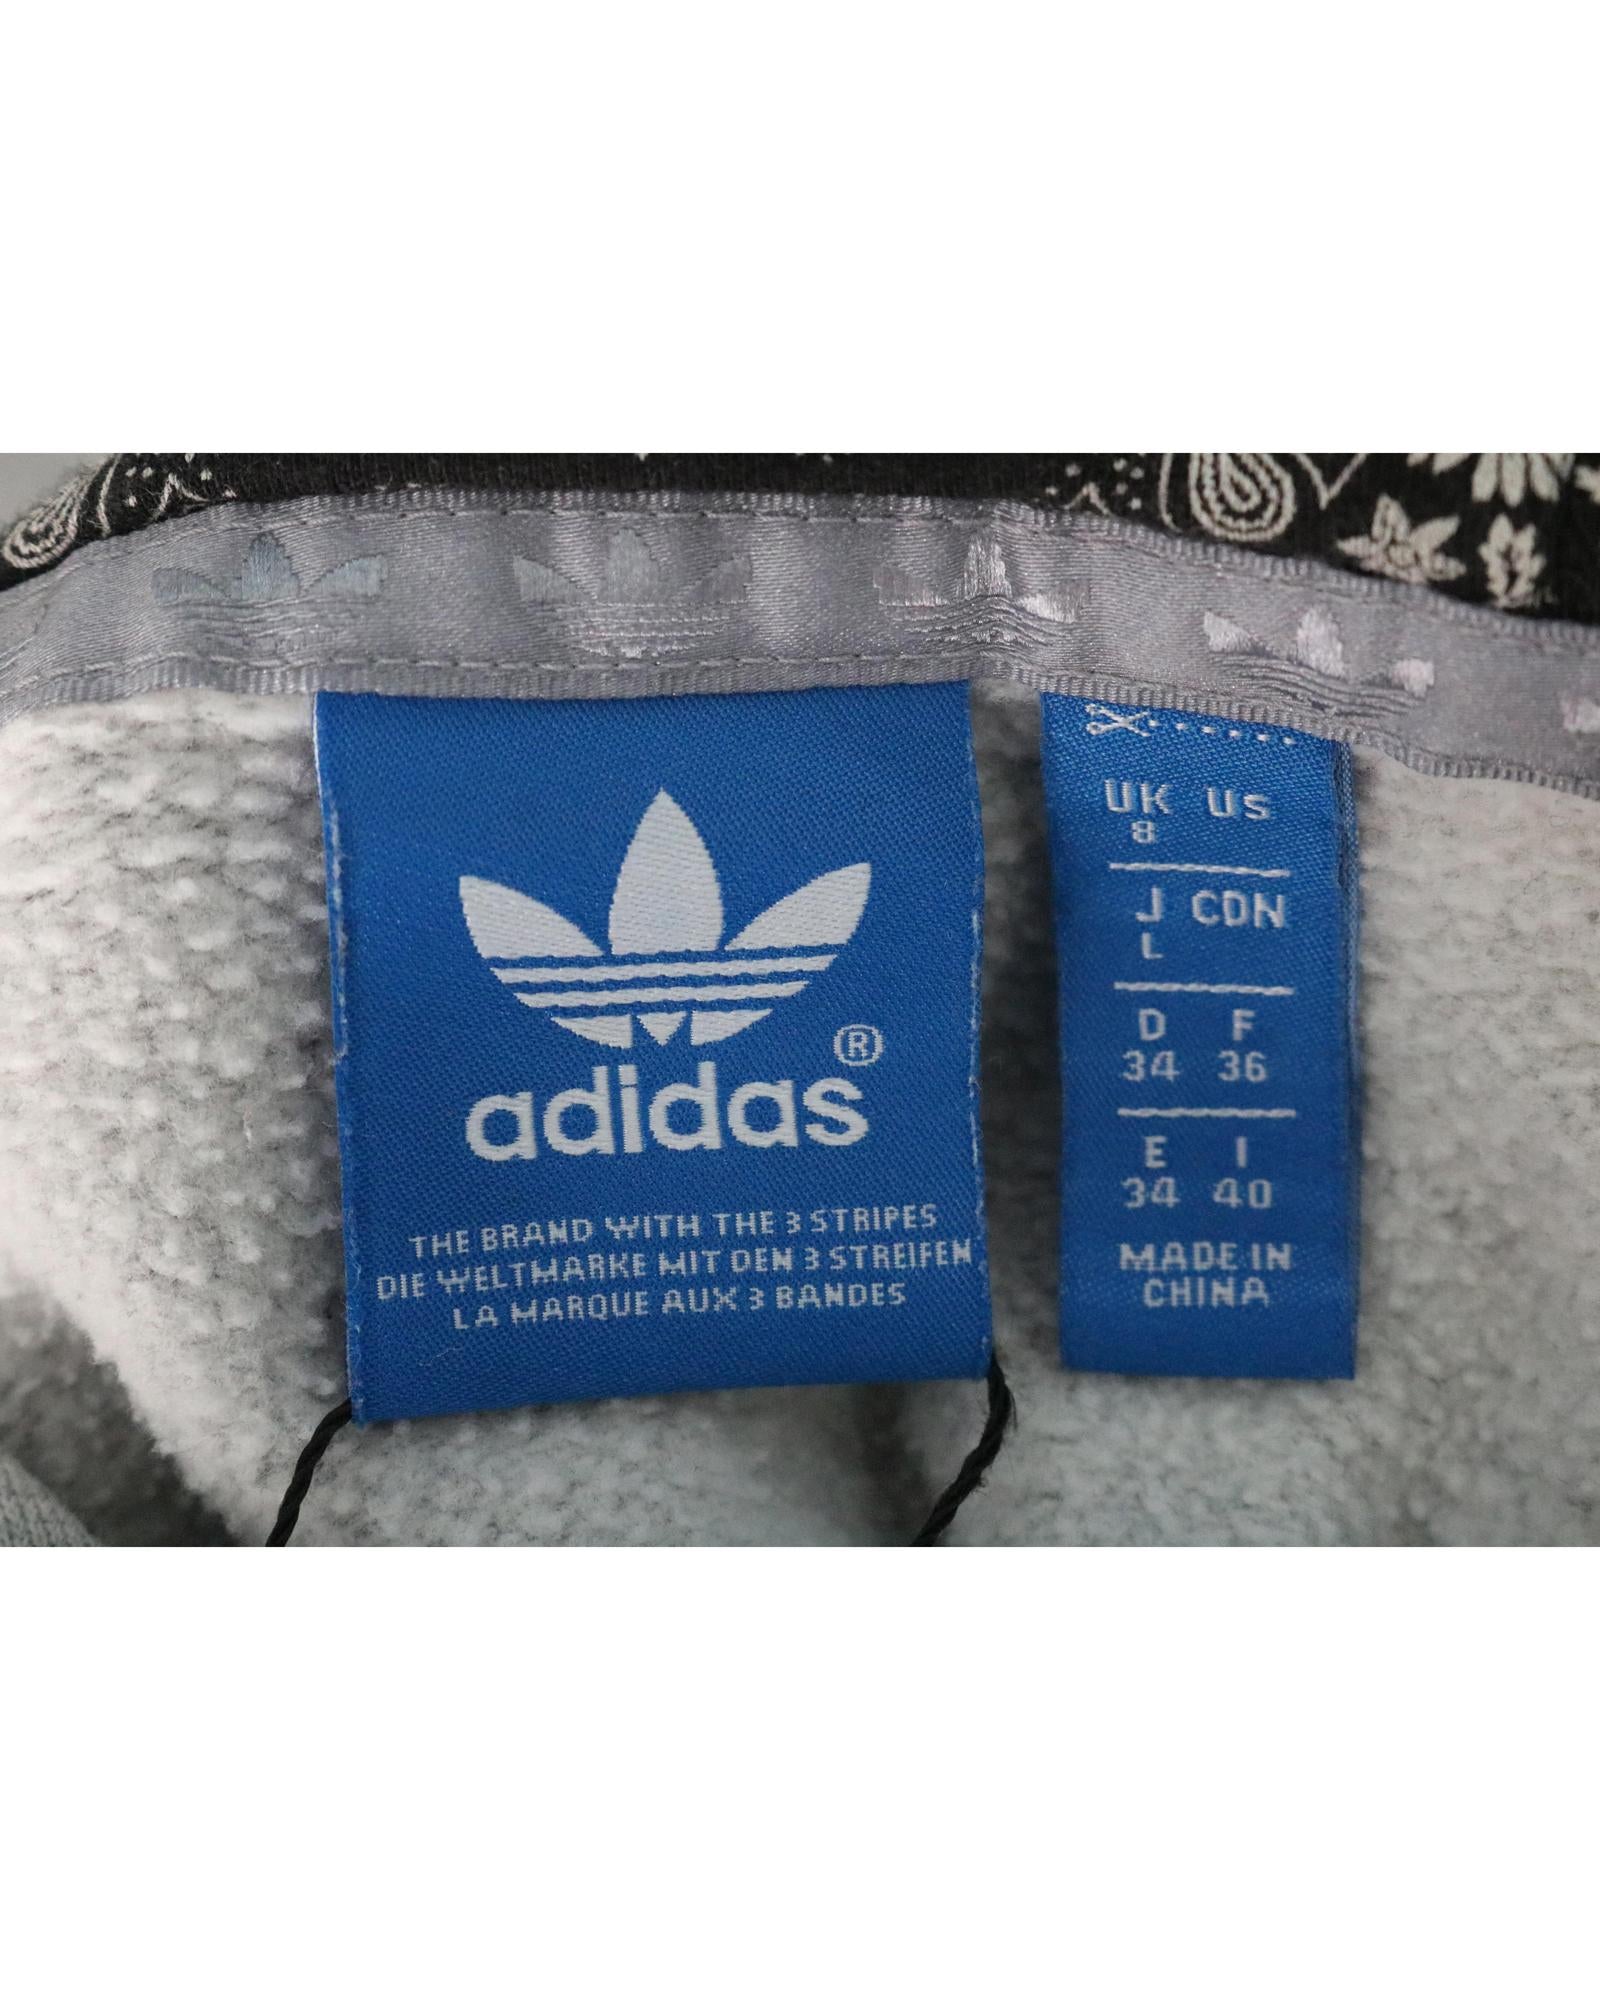 adidas®
THE BRAND WITH THE 3 STRIPES
DIE WELTMARKE MIT DEN 3 STREIFEN
LA MARQUE AUX 3 BANDES
UK US
8
J CDN
L
D F
34 36
E I
34 40
MADE IN
CHINA